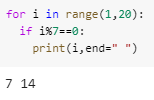 for i in range(1,20):
  if i%7==0:
    print(i,end=" ")
7 14